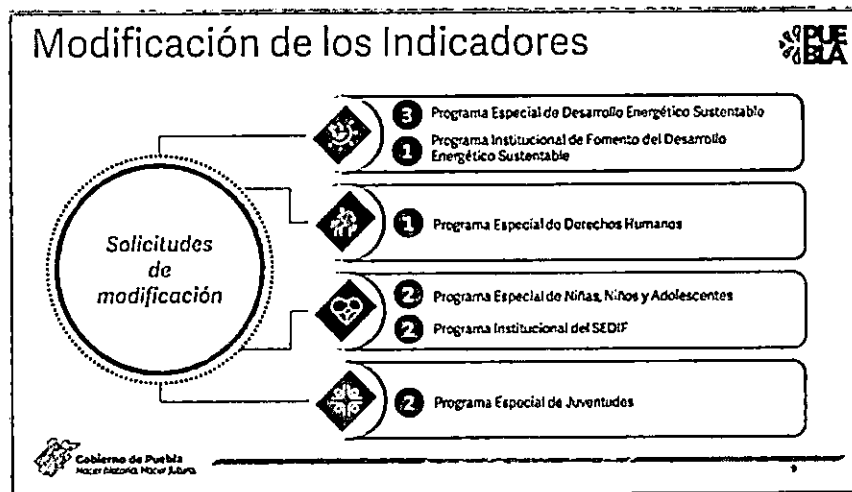 Modificación de los Indicadores
PUE
BLA
3 Programa Especial de Desarrollo Energético Sustentable
1 Programa Institucional de Fomento del Desarrollo
Energético Sustentable
Solicitudes
de
modificación
1 Programa Especial de Derechos Humanos
2 Programa Especial de Niñas, Niños y Adolescentes
2 Programa Institucional del SEDIF
2 Programa Especial de Juventudes
Gobierno de Puebla
Hacer historia. Hacer futuro.
9